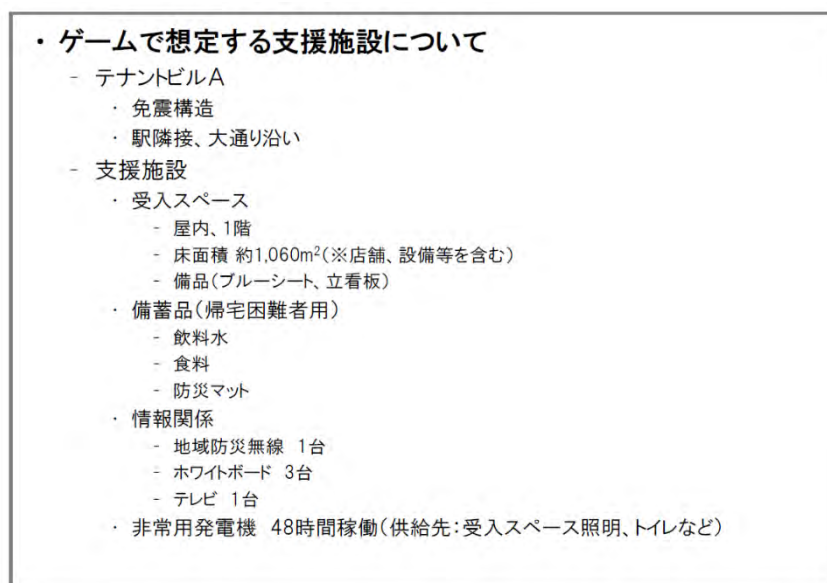 ・ゲームで想定する支援施設について
- テナントビルA
・ 免震構造
・ 駅隣接、大通り沿い
- 支援施設
・ 受入スペース
- 屋内、1階
- 床面積 約1,060m²(※店舗、設備等を含む)
- 備品(ブルーシート、立看板)
・ 備蓄品(帰宅困難者用)
- 飲料水
- 食料
- 防災マット
・ 情報関係
- 地域防災無線 1台
- ホワイトボード 3台
- テレビ 1台
・ 非常用発電機 48時間稼働(供給先:受入スペース照明、トイレなど)